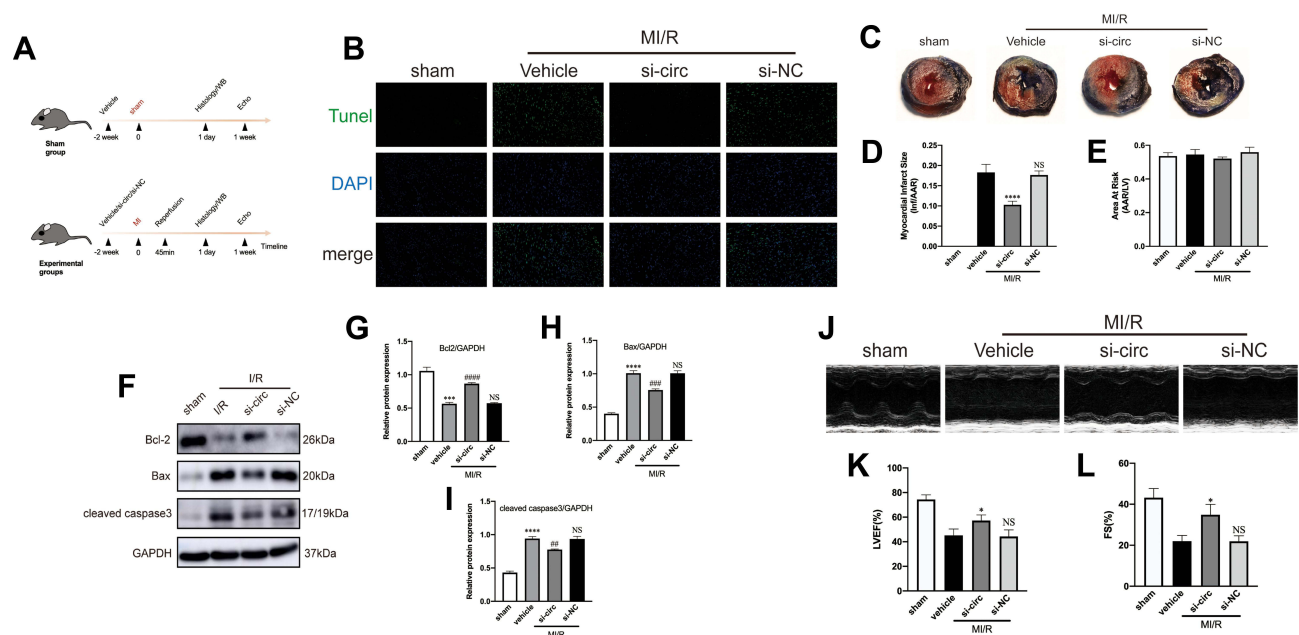 A
Vehicle
sham
Histology/WB
Echo
-2 week
0
1 day
1 week
Sham
group
Vehicle/si-circ/si-NC
MI
Reperfusion
Histology/WB
Echo
-2 week
0
45min
1 day
1 week
Timeline
Experimental
groups
B
MI/R
sham
Vehicle
si-circ
si-NC
Tunel
DAPI
merge
C
MI/R
sham
Vehicle
si-circ
si-NC
D
Myocardial Infarct Size
(Inf/AAR)
0.25
0.20
0.15
0.10
0.05
0.00
****
NS
sham
vehicle
si-circ
si-NC
MI/R
E
Area At Risk
(AAR/LV)
0.6
0.4
0.2
0.0
sham
vehicle
si-circ
si-NC
MI/R
F
I/R
sham
I/R
si-circ
si-NC
Bcl-2
26kDa
Bax
20kDa
cleaved caspase3
17/19kDa
GAPDH
37kDa
G
Bcl2/GAPDH
Relative protein expression
1.5
1.0
0.5
0.0
***
####
NS
sham
vehicle
si-circ
si-NC
MI/R
H
Bax/GAPDH
Relative protein expression
1.5
1.0
0.5
0.0
****
###
NS
sham
vehicle
si-circ
si-NC
MI/R
I
cleaved caspase3/GAPDH
Relative protein expression
1.5
1.0
0.5
0.0
****
##
NS
sham
vehicle
si-circ
si-NC
MI/R
J
MI/R
sham
Vehicle
si-circ
si-NC
K
LVEF(%)
100
80
60
40
20
0
*
NS
sham
vehicle
si-circ
si-NC
MI/R
L
FS(%)
60
40
20
0
*
NS
sham
vehicle
si-circ
si-NC
MI/R